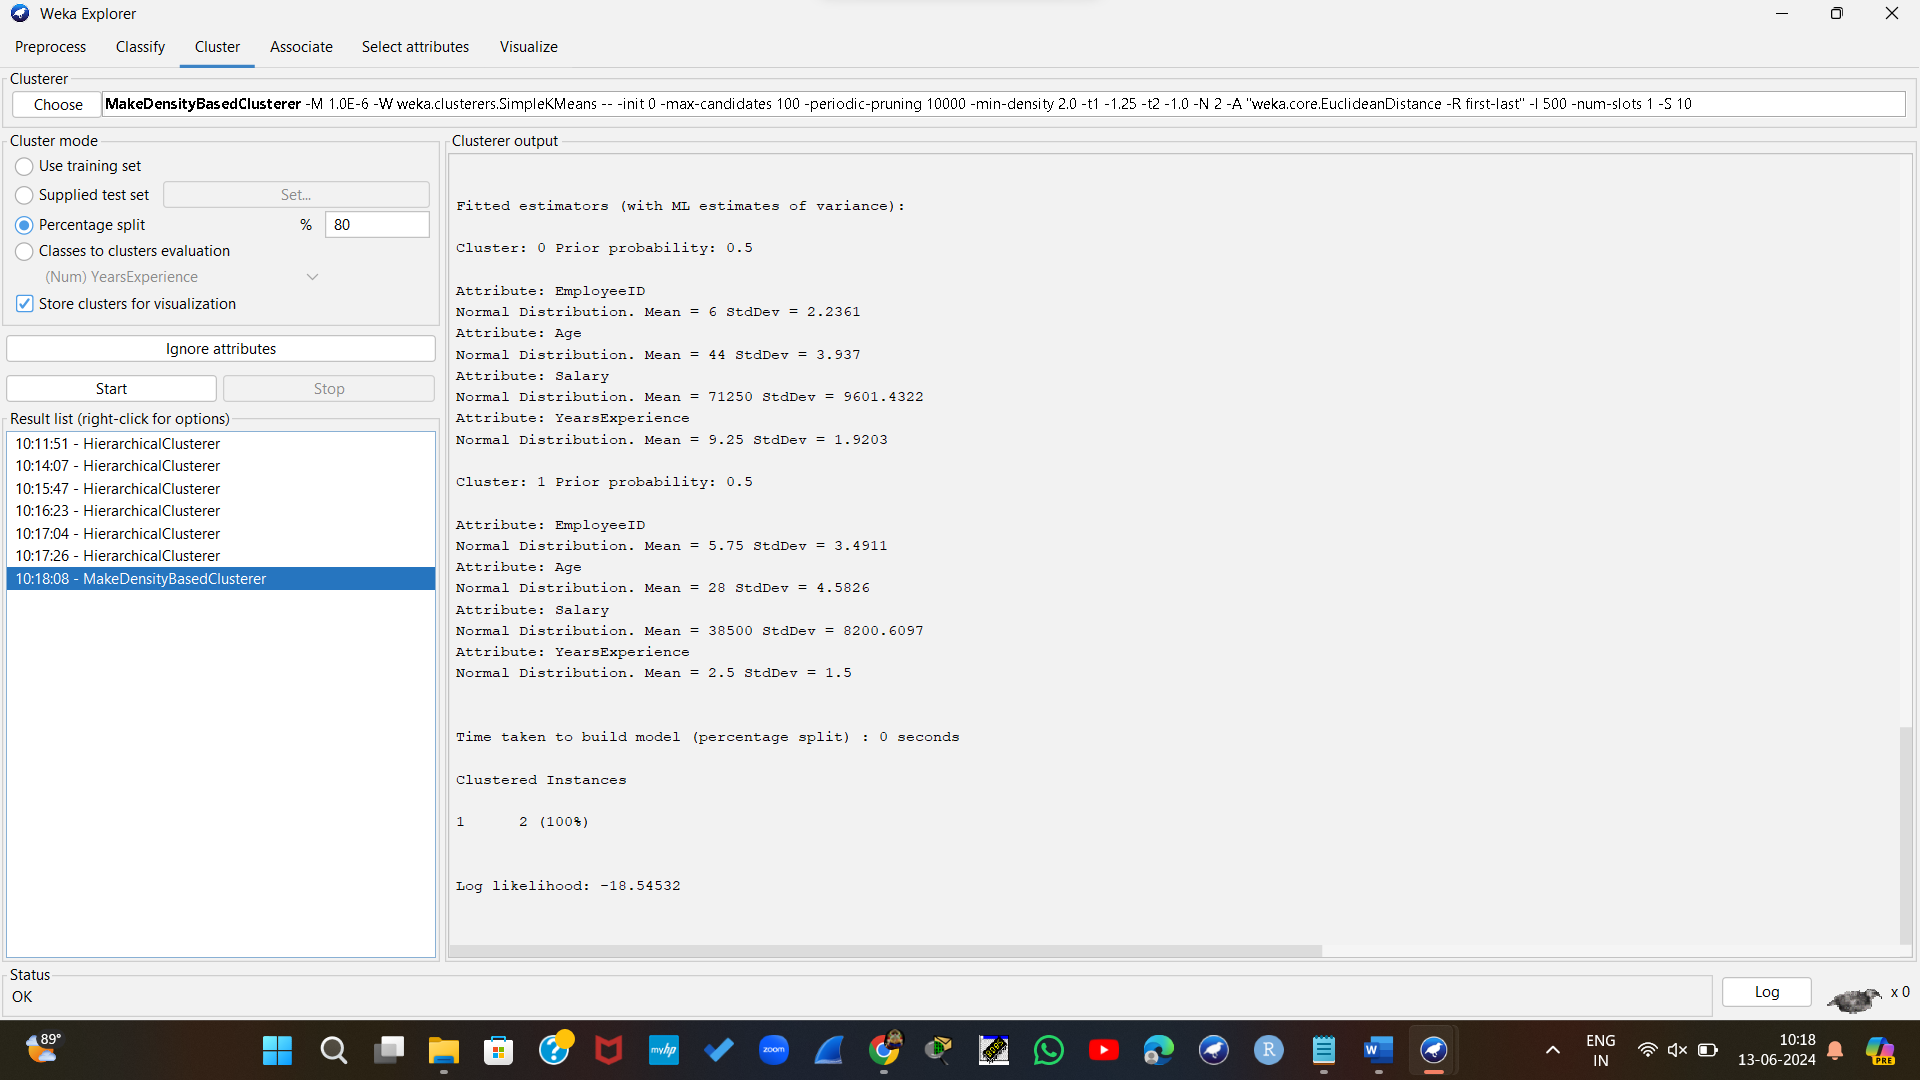 Weka Explorer
Preprocess Classify Cluster Associate Select attributes Visualize
Clusterer
Choose MakeDensityBasedClusterer -M 1.0E-6 -W weka.clusterers.SimpleKMeans -- -init 0 -max-candidates 100 -periodic-pruning 10000 -min-density 2.0 -t1 -1.25 -t2 -1.0 -N 2 -A "weka.core.EuclideanDistance -R first-last" -I 500 -num-slots 1 -S 10
Cluster mode
Use training set
Supplied test set Set...
Percentage split % 80
Classes to clusters evaluation
(Num) YearsExperience
Store clusters for visualization
Ignore attributes
Start Stop
Result list (right-click for options)
10:11:51 - HierarchicalClusterer
10:14:07 - HierarchicalClusterer
10:15:47 - HierarchicalClusterer
10:16:23 - HierarchicalClusterer
10:17:04 - HierarchicalClusterer
10:17:26 - HierarchicalClusterer
10:18:08 - MakeDensityBasedClusterer
Clusterer output
Fitted estimators (with ML estimates of variance):
Cluster: 0 Prior probability: 0.5
Attribute: EmployeeID
Normal Distribution. Mean = 6 StdDev = 2.2361
Attribute: Age
Normal Distribution. Mean = 44 StdDev = 3.937
Attribute: Salary
Normal Distribution. Mean = 71250 StdDev = 9601.4322
Attribute: YearsExperience
Normal Distribution. Mean = 9.25 StdDev = 1.9203
Cluster: 1 Prior probability: 0.5
Attribute: EmployeeID
Normal Distribution. Mean = 5.75 StdDev = 3.4911
Attribute: Age
Normal Distribution. Mean = 28 StdDev = 4.5826
Attribute: Salary
Normal Distribution. Mean = 38500 StdDev = 8200.6097
Attribute: YearsExperience
Normal Distribution. Mean = 2.5 StdDev = 1.5
Time taken to build model (percentage split) : 0 seconds
Clustered Instances
1 2 (100%)
Log likelihood: -18.54532
Status
OK
Log x 0
89°
myhp
zoom
R
W
ENG
IN
10:18
13-06-2024
PRE